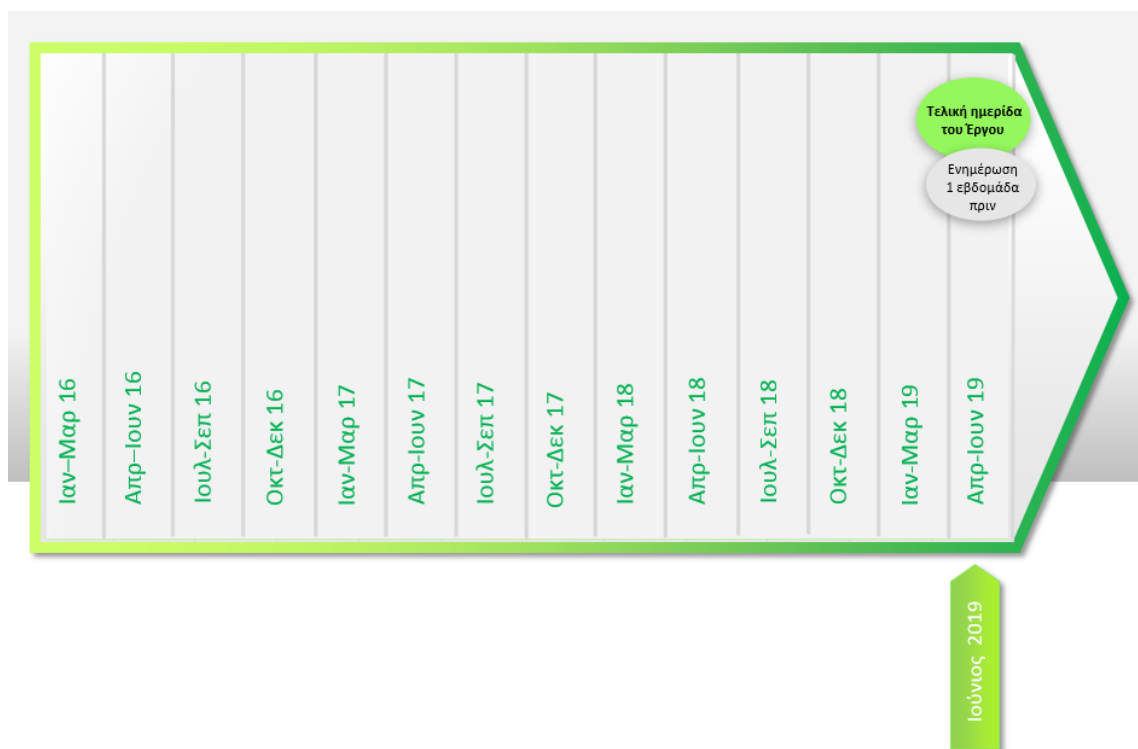 Τελική ημερίδα
του Έργου
Ενημέρωση
1 εβδομάδα
πριν
Ιαν–Μαρ 16
Απρ–Ιουν 16
Ιουλ-Σεπ 16
Οκτ-Δεκ 16
Ιαν-Μαρ 17
Απρ-Ιουν 17
Ιουλ-Σεπ 17
Οκτ-Δεκ 17
Ιαν-Μαρ 18
Απρ-Ιουν 18
Ιουλ-Σεπ 18
Οκτ-Δεκ 18
Ιαν-Μαρ 19
Απρ-Ιουν 19
Ιούνιος 2019